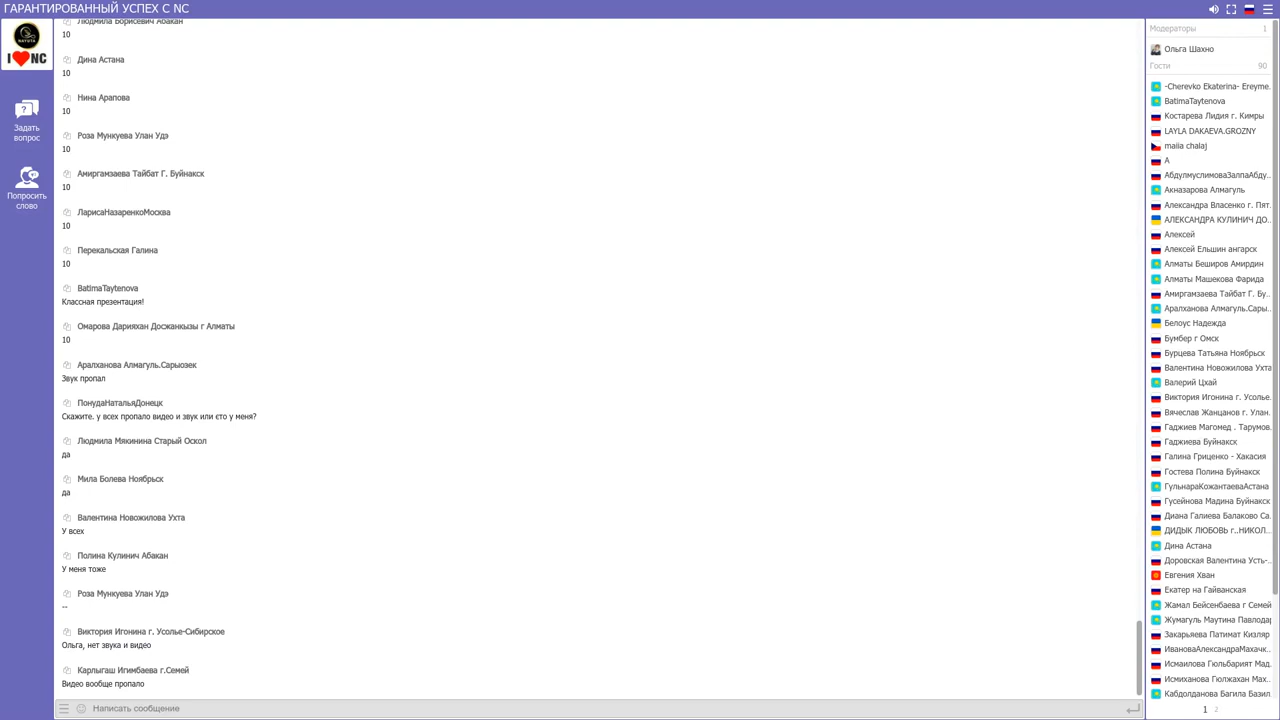 ГАРАНТИРОВАННЫЙ УСПЕХ С NC
NAYUTA
I NC
Задать
вопрос
Попросить
слово
Людмила Борисевич Абакан
10
Дина Астана
10
Нина Арапова
10
Роза Мункуева Улан Удэ
10
Амиргамзаева Тайбат Г. Буйнакск
10
ЛарисаНазаренкоМосква
10
Перекальская Галина
10
BatimaTaytenova
Классная презентация!
Омарова Дарияхан Досжанкызы г Алматы
10
Аралханова Алмагуль.Сарыозек
Звук пропал
ПонудаНатальяДонецк
Скажите. у всех пропало видео и звук или єто у меня?
Людмила Мякинина Старый Оскол
да
Мила Болева Ноябрьск
да
Валентина Новожилова Ухта
У всех
Полина Кулинич Абакан
У меня тоже
Роза Мункуева Улан Удэ
--
Виктория Игонина г. Усолье-Сибирское
Ольга, нет звука и видео
Карлыгаш Игимбаева г.Семей
Видео вообще пропало
Написать сообщение
Модераторы 1
Ольга Шахно
Гости 90
-Cherevko Ekaterina- Ereyme..
BatimaTaytenova
Костарева Лидия г. Кимры
LAYLA DAKAEVA.GROZNY
maiia chalaj
А
АбдулмуслимоваЗалпаАбду..
Акназарова Алмагуль
Александра Власенко г. Пят..
АЛЕКСАНДРА КУЛИНИЧ ДО..
Алексей
Алексей Ельшин ангарск
Алматы Беширов Амирдин
Алматы Машекова Фарида
Амиргамзаева Тайбат Г. Бу..
Аралханова Алмагуль.Сары..
Белоус Надежда
Бумбер г Омск
Бурцева Татьяна Ноябрьск
Валентина Новожилова Ухта
Валерий Цхай
Виктория Игонина г. Усолье..
Вячеслав Жанцанов г. Улан..
Гаджиев Магомед . Тарумов..
Гаджиева Буйнакск
Галина Гриценко - Хакасия
Гостева Полина Буйнакск
ГульнараКожантаеваАстана
Гусейнова Мадина Буйнакск
Диана Галиева Балаково Са..
ДИДЫК ЛЮБОВЬ г..НИКОЛ..
Дина Астана
Доровская Валентина Усть-..
Евгения Хван
Екатер на Гайванская
Жамал Бейсенбаева г Семей
Жумагуль Маутина Павлодар
Закарьяева Патимат Кизляр
ИвановаАлександраМахачк..
Исмаилова Гюльбарият Мад..
Исмиханова Гюлжахан Мах..
Кабдолданова Багила Базил..
1 2